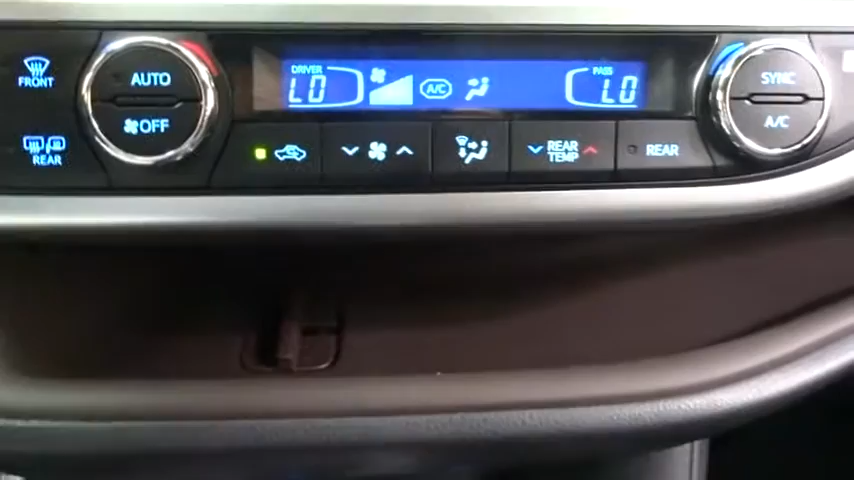 FRONT
REAR
AUTO
OFF
DRIVER
LO
A/C
PASS
LO
REAR
TEMP
REAR
SYNC
A/C